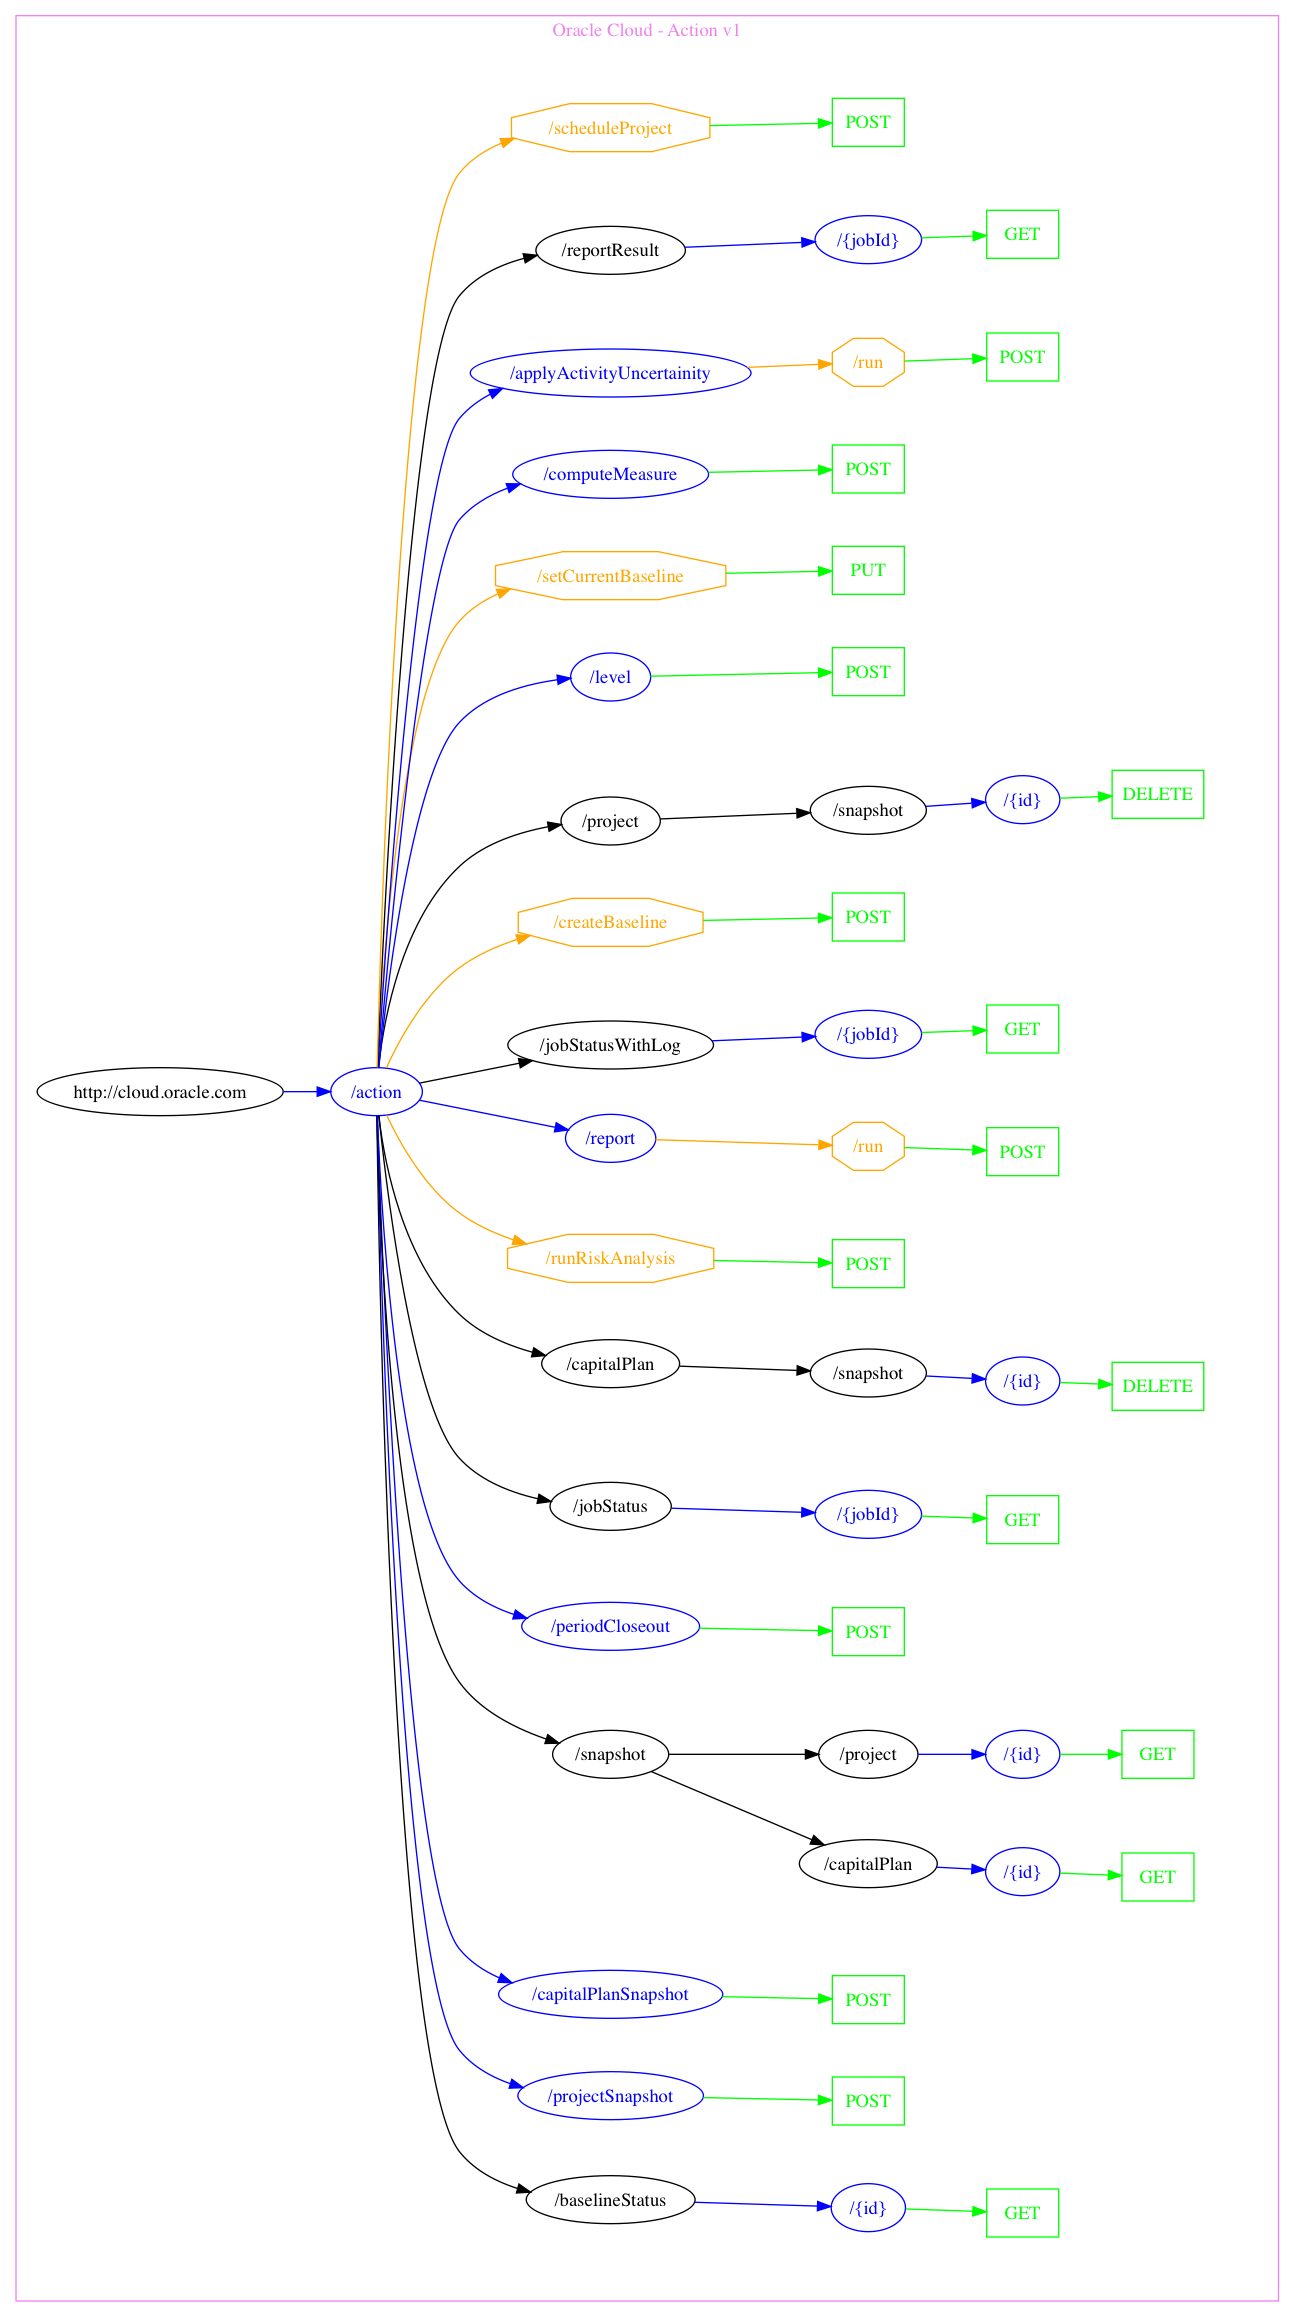 Oracle Cloud - Action v1
/scheduleProject
POST
/reportResult
/{jobId}
GET
/applyActivityUncertainity
/run
POST
/computeMeasure
POST
/setCurrentBaseline
PUT
/level
POST
/project
/snapshot
/{id}
DELETE
/createBaseline
POST
/jobStatusWithLog
/{jobId}
GET
http://cloud.oracle.com
/action
/report
/run
POST
/runRiskAnalysis
POST
/capitalPlan
/snapshot
/{id}
DELETE
/jobStatus
/{jobId}
GET
/periodCloseout
POST
/snapshot
/project
/{id}
GET
/capitalPlan
/{id}
GET
/capitalPlanSnapshot
POST
/projectSnapshot
POST
/baselineStatus
/{id}
GET